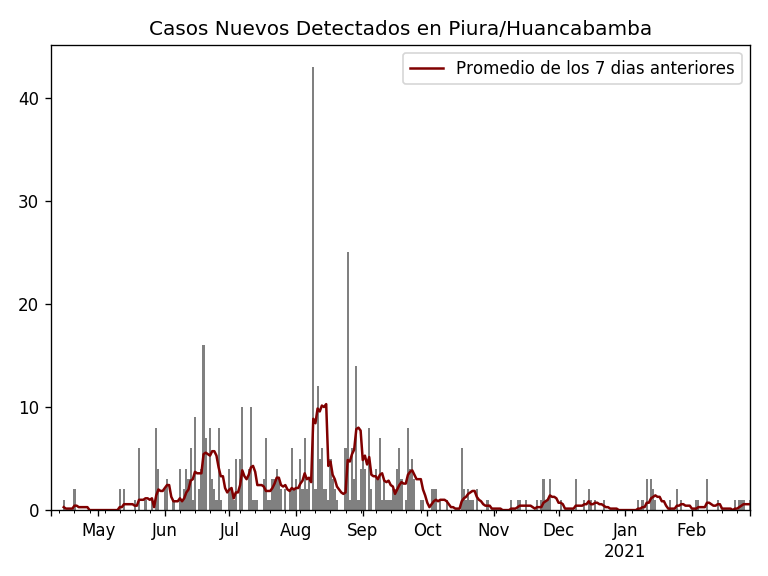 Casos Nuevos Detectados en Piura/Huancabamba
Promedio de los 7 dias anteriores
40
30
20
10
0
May Jun Jul Aug Sep Oct Nov Dec Jan Feb
2021